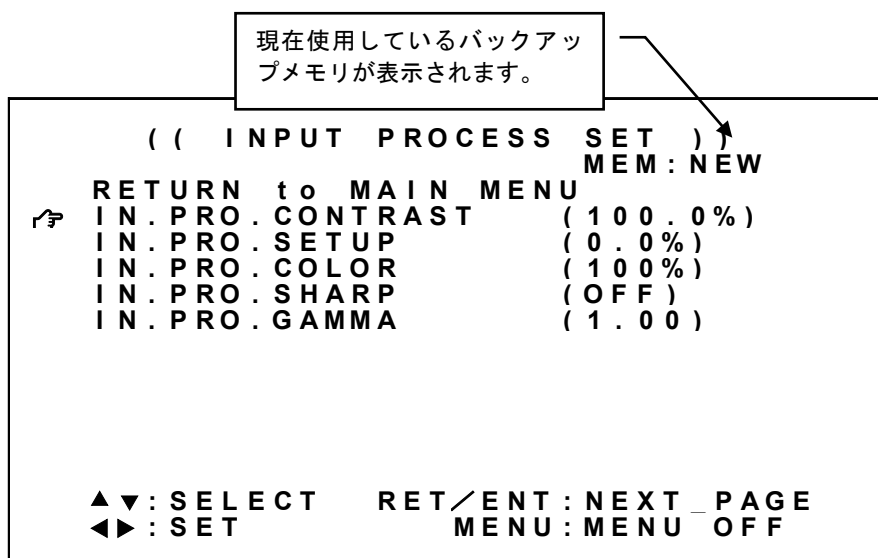 現在使用しているバックアッ
プメモリが表示されます。
(( INPUT PROCESS SET ))
MEM:NEW
RETURN to MAIN MENU
IN.PRO.CONTRAST (100.0%)
IN.PRO.SETUP (0.0%)
IN.PRO.COLOR (100%)
IN.PRO.SHARP (OFF)
IN.PRO.GAMMA (1.00)
▲▼:SELECT RET/ENT:NEXT_PAGE
◀▶:SET MENU:MENU OFF